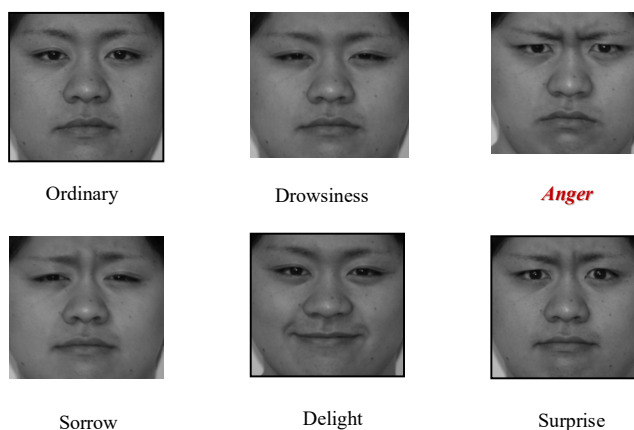 Ordinary
Drowsiness
Anger
Sorrow
Delight
Surprise